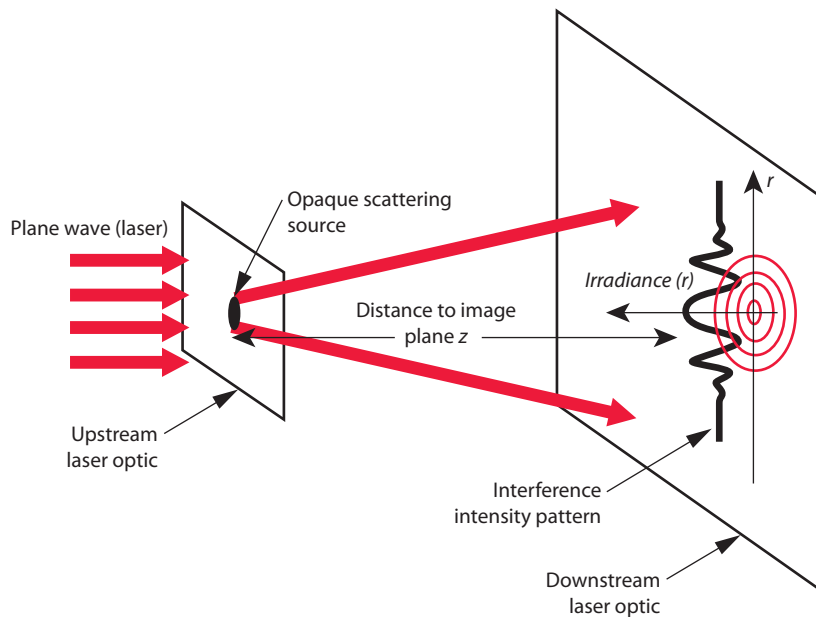 Opaque scattering
source
Plane wave (laser)
r
Irradiance (r)
Distance to image
plane z
Upstream
laser optic
Interference
intensity pattern
Downstream
laser optic